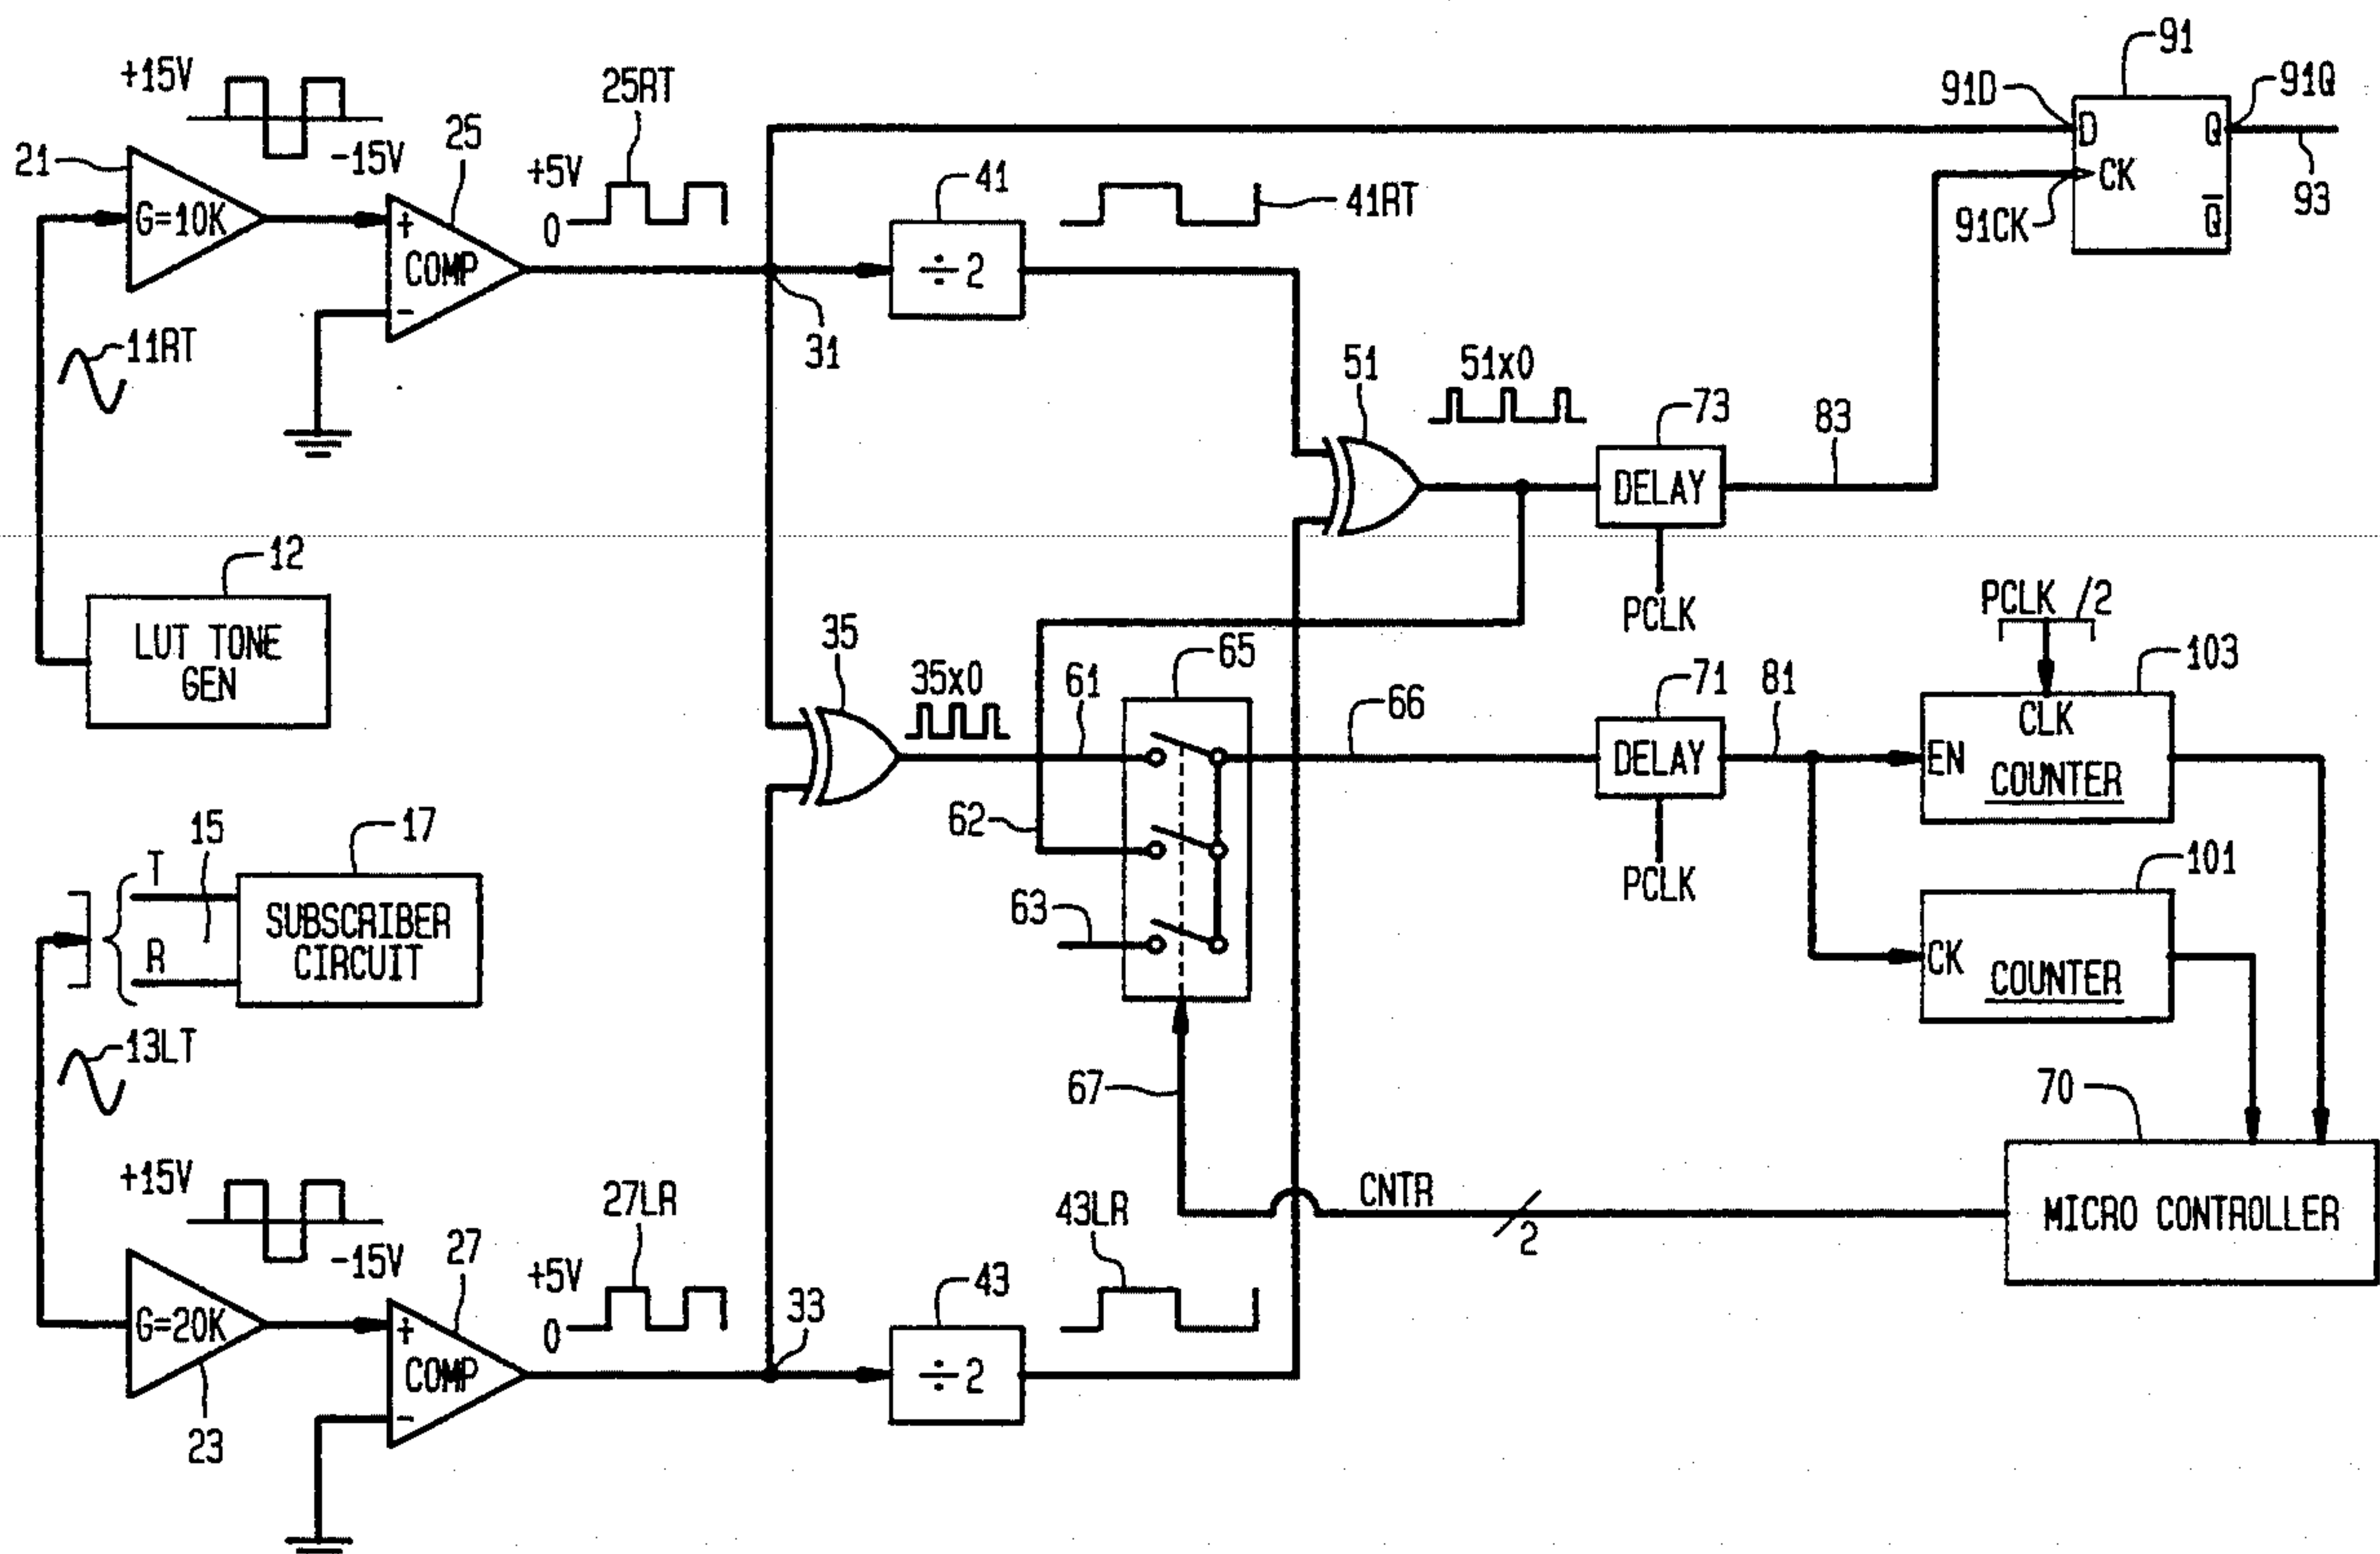 +15V
-15V
21
G=10K
25
+
COMP
-
25RT
+5V
0
31
41
÷2
41RT
91
91D
D
Q
91Q
CK
91CK
Q̅
93
11RT
51
51x0
73
DELAY
83
PCLK
12
LUT TONE
GEN
35
35x0
61
62
63
65
66
67
71
DELAY
81
PCLK
PCLK /2
103
CLK
EN
COUNTER
101
CK
COUNTER
15
17
T
R
SUBSCRIBER
CIRCUIT
13LT
70
MICRO CONTROLLER
CNTR
2
+15V
-15V
G=20K
23
27
+
COMP
-
27LR
+5V
0
33
43
÷2
43LR